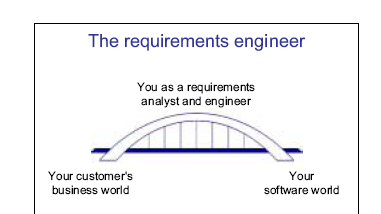 The requirements engineer
You as a requirements
analyst and engineer
Your customer's
business world
Your
software world